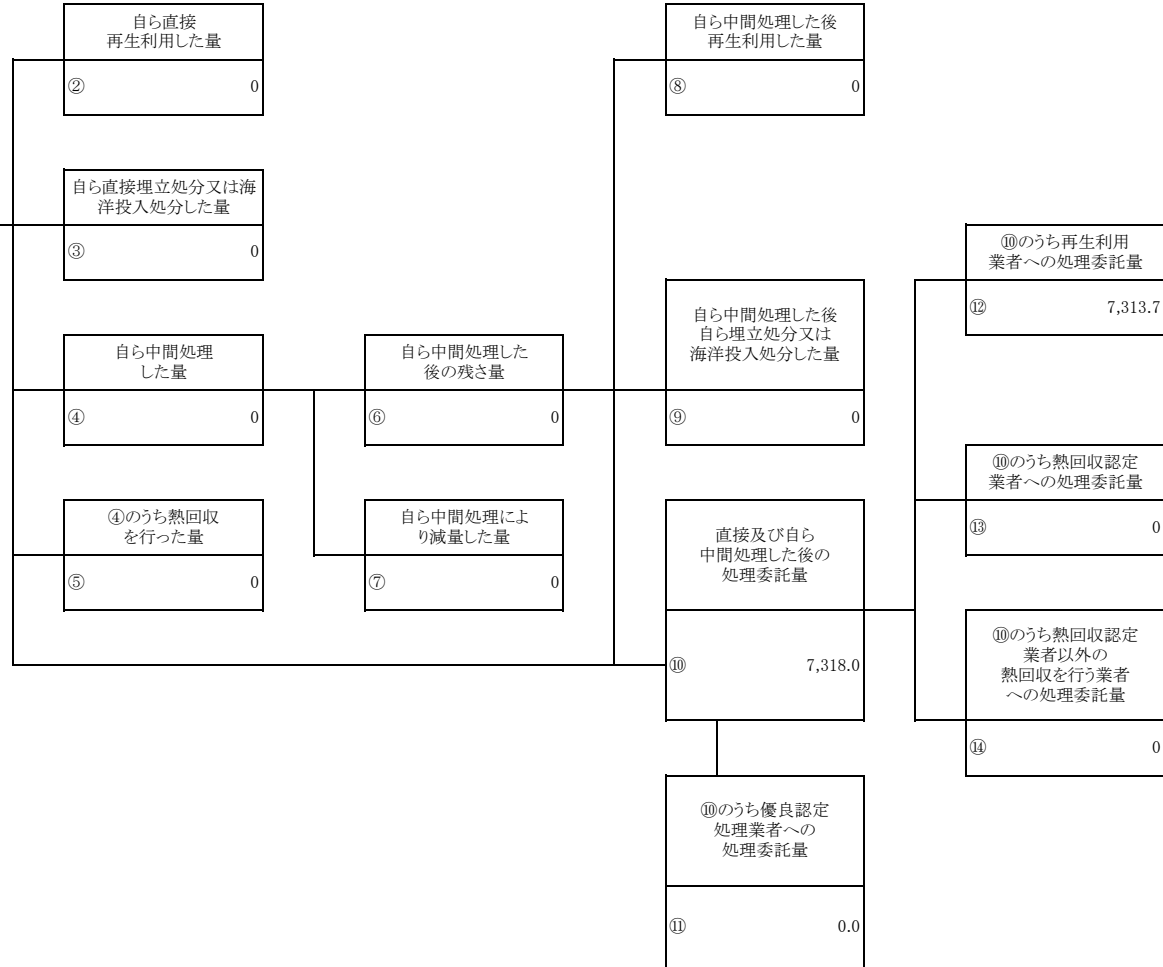 自ら直接
再生利用した量
② 0
自ら直接埋立処分又は海
洋投入処分した量
③ 0
自ら中間処理
した量
④ 0
④のうち熱回収
を行った量
⑤ 0
自ら中間処理した
後の残さ量
⑥ 0
自ら中間処理によ
り減量した量
⑦ 0
自ら中間処理した後
再生利用した量
⑧ 0
自ら中間処理した後
自ら埋立処分又は
海洋投入処分した量
⑨ 0
直接及び自ら
中間処理した後の
処理委託量
⑩ 7,318.0
⑩のうち優良認定
処理業者への
処理委託量
⑪ 0.0
⑩のうち再生利用
業者への処理委託量
⑫ 7,313.7
⑩のうち熱回収認定
業者への処理委託量
⑬ 0
⑩のうち熱回収認定
業者以外の
熱回収を行う業者
への処理委託量
⑭ 0